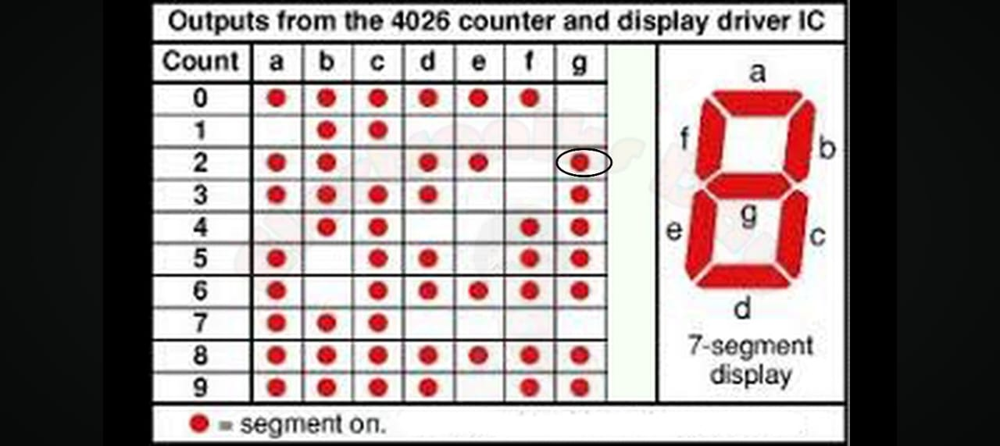 Outputs from the 4026 counter and display driver IC
Count a b c d e f g
0
1
2
3
4
5
6
7
8
9
a
f
b
g
e
c
d
7-segment
display
= segment on.